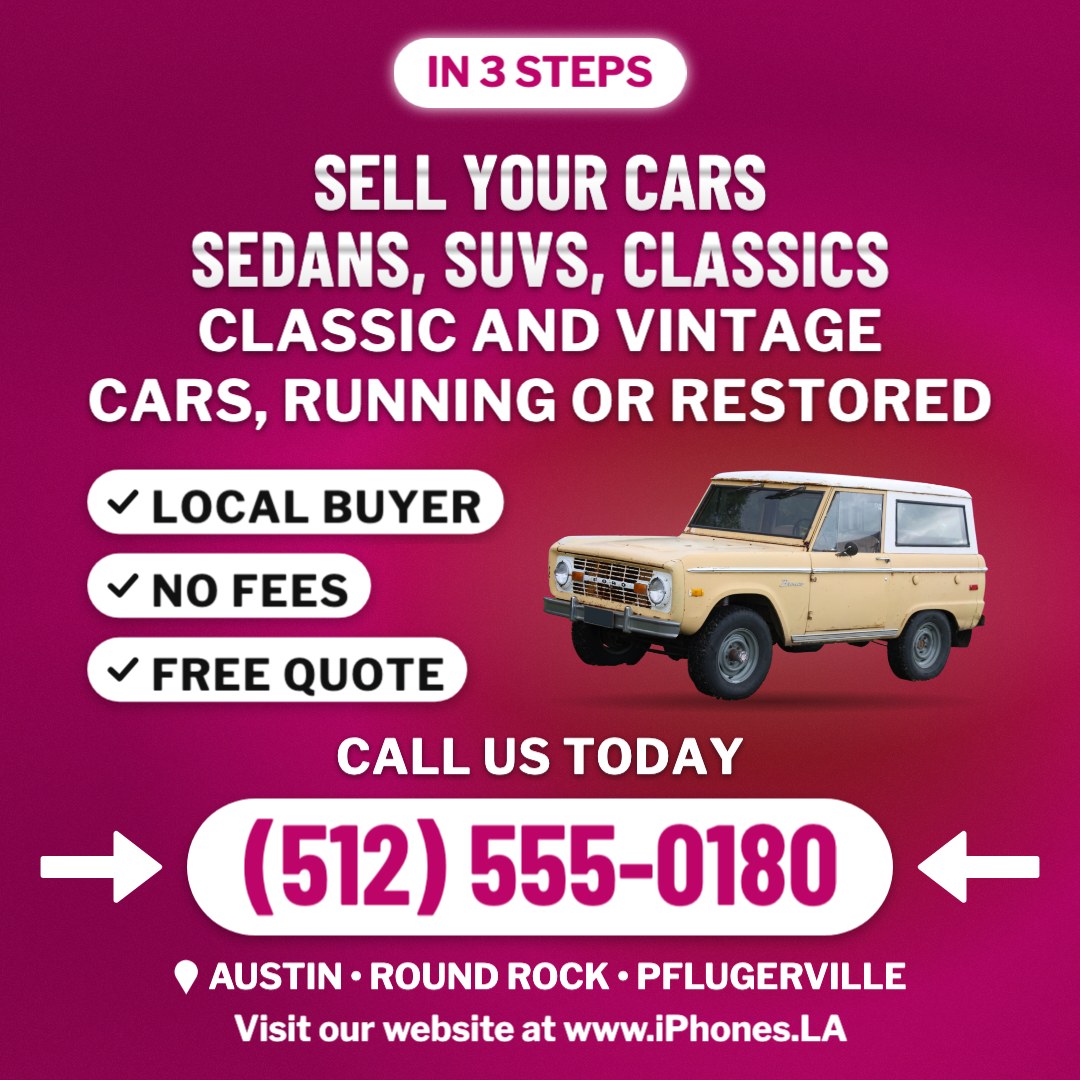 IN 3 STEPS
SELL YOUR CARS
SEDANS, SUVS, CLASSICS
CLASSIC AND VINTAGE
CARS, RUNNING OR RESTORED
LOCAL BUYER
NO FEES
FREE QUOTE
FORD
Bronco
CALL US TODAY
(512) 555-0180
AUSTIN • ROUND ROCK • PFLUGERVILLE
Visit our website at www.iPhones.LA